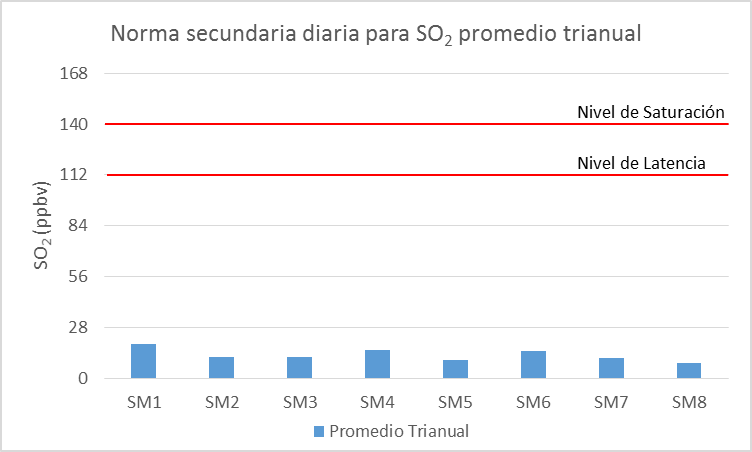 Norma secundaria diaria para SO₂ promedio trianual
168
140
112
84
56
28
0
SO₂ (ppbv)
Nivel de Saturación
Nivel de Latencia
SM1 SM2 SM3 SM4 SM5 SM6 SM7 SM8
Promedio Trianual